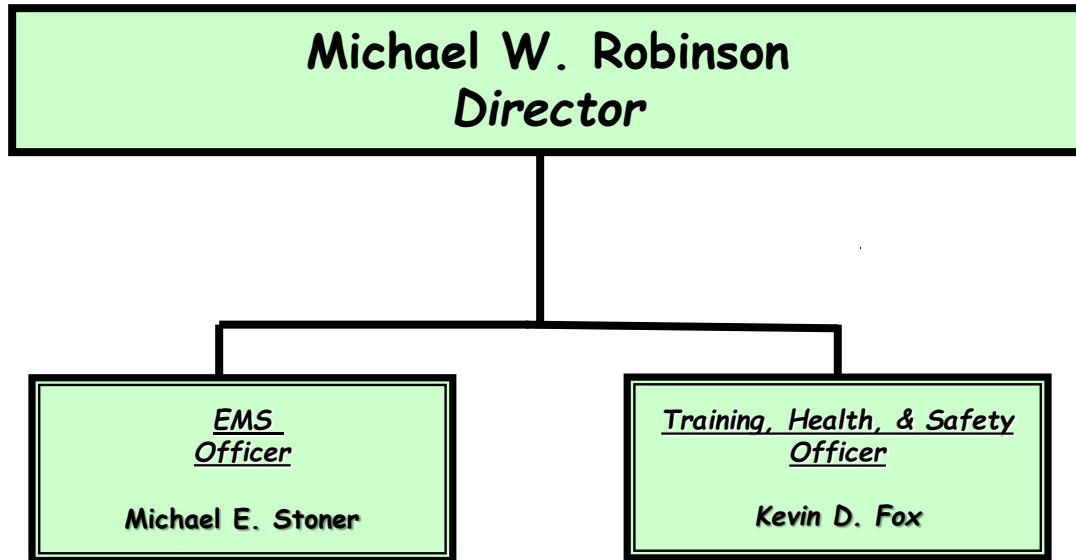 Michael W. Robinson
Director
EMS
Officer
Michael E. Stoner
Training, Health, & Safety
Officer
Kevin D. Fox